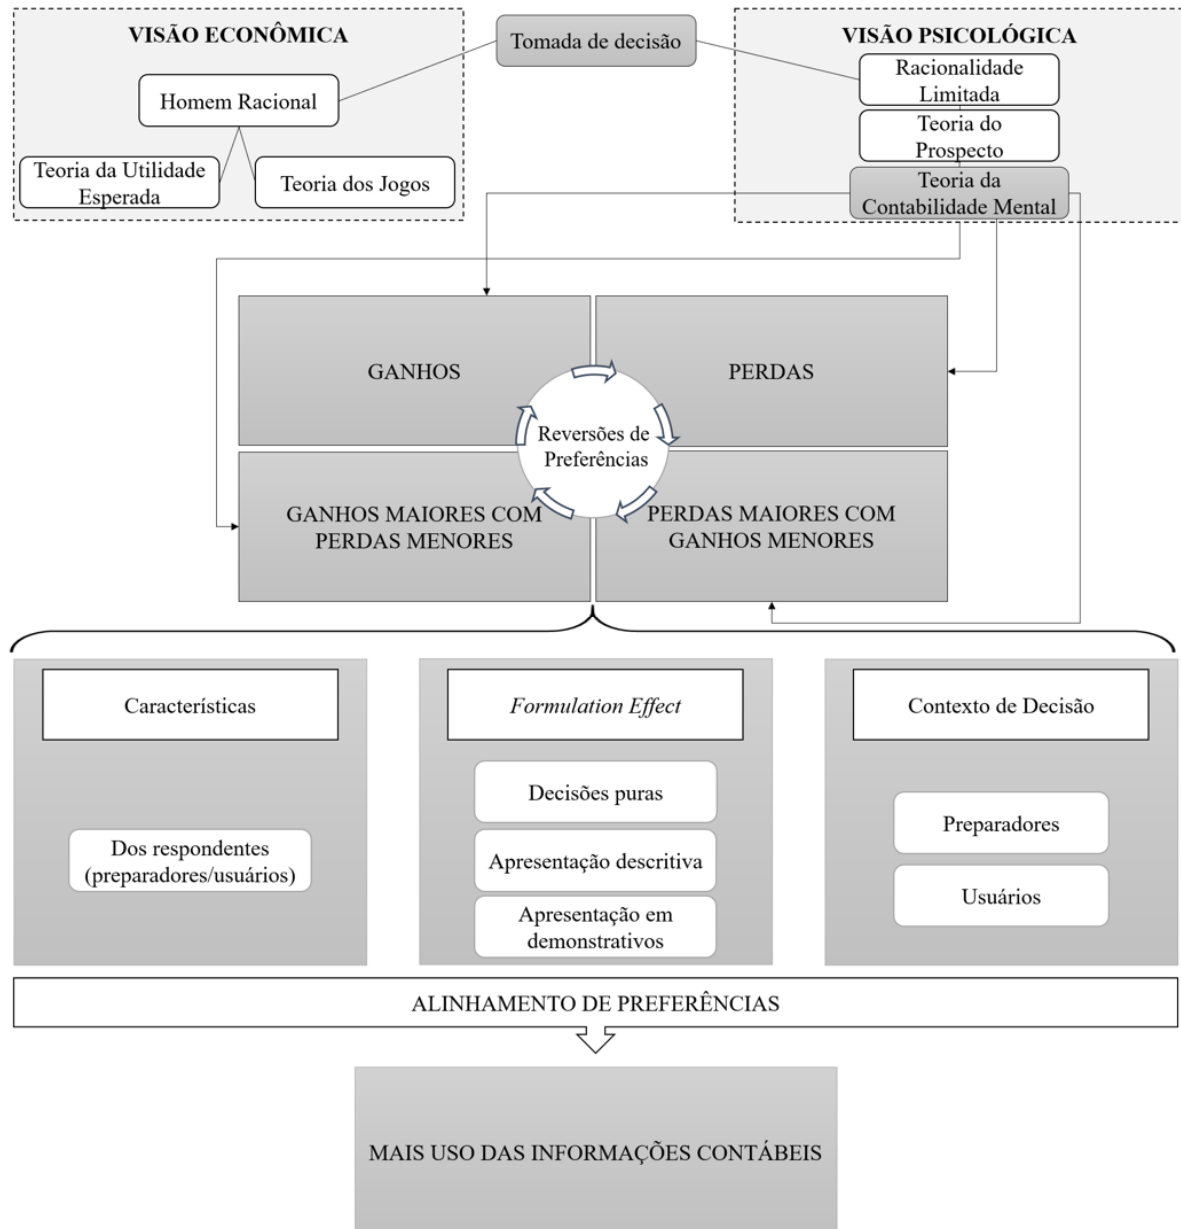 VISÃO ECONÔMICA
Tomada de decisão
VISÃO PSICOLÓGICA
Homem Racional
Racionalidade
Limitada
Teoria do
Prospecto
Teoria da Utilidade
Esperada
Teoria dos Jogos
Teoria da
Contabilidade Mental
GANHOS
PERDAS
Reversões de
Preferências
GANHOS MAIORES COM
PERDAS MENORES
PERDAS MAIORES COM
GANHOS MENORES
Características
Formulation Effect
Contexto de Decisão
Dos respondentes
(preparadores/usuários)
Decisões puras
Apresentação descritiva
Apresentação em
demonstrativos
Preparadores
Usuários
ALINHAMENTO DE PREFERÊNCIAS
MAIS USO DAS INFORMAÇÕES CONTÁBEIS